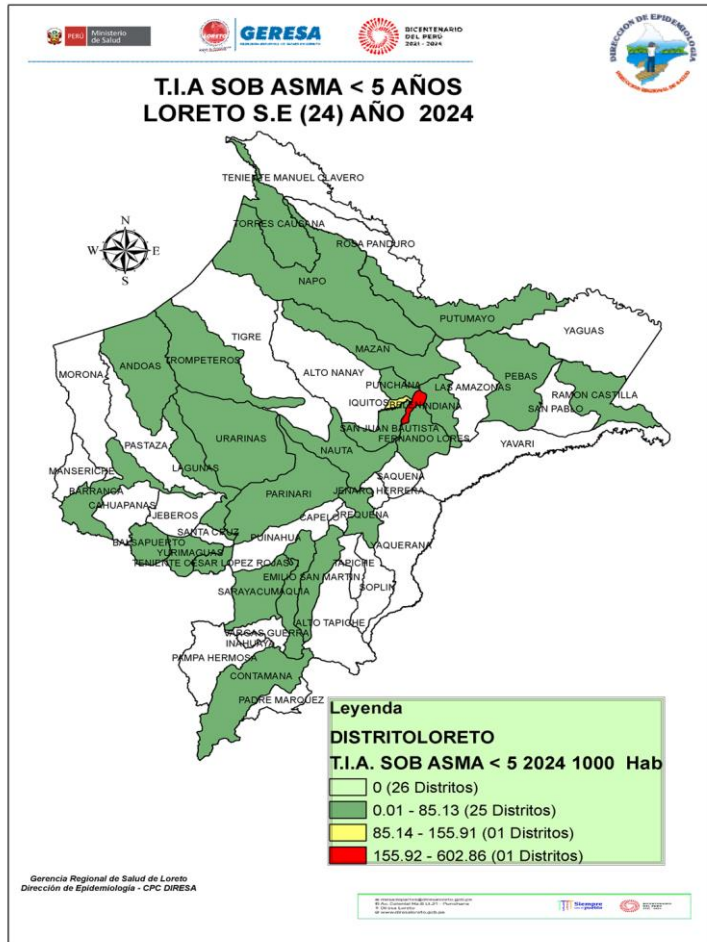 PERÚ
Ministerio
de Salud
GERESA
BICENTENARIO
DEL PERÚ
2021 - 2024
DIRECCION DE EPIDEMIOLOGÍA
DIRECCION REGIONAL DE SALUD
T.I.A SOB ASMA < 5 AÑOS
LORETO S.E (24) AÑO 2024
N
W E
S
TENIENTE MANUEL CLAVERO
TORRES CAUSANA
ROSA PANDURO
NAPO
PUTUMAYO
YAGUAS
TIGRE
MAZAN
ANDOAS
TROMPETEROS
ALTO NANAY
PEBAS
MORONA
PUNCHANA
LAS AMAZONAS
RAMON CASTILLA
IQUITOS
INDIANA
SAN PABLO
SAN JUAN BAUTISTA
URARINAS
FERNANDO LORES
YAVARI
PASTAZA
NAUTA
LAGUNAS
MANSERICHE
SAQUENA
BARRANCA
PARINARI
JENARO HERRERA
CAHUAPANAS
JEBEROS
CAPELO
REQUENA
SANTA CRUZ
PUINAHUA
BALSAPUERTO
YAQUERANA
YURIMAGUAS
TENIENTE CESAR LOPEZ ROJAS
TAPICHE
EMILIO SAN MARTIN
SOPLIN
SARAYACU
MAQUIA
ALTO TAPICHE
VARGAS GUERRA
INAHUAYA
PAMPA HERMOSA
CONTAMANA
PADRE MARQUEZ
Leyenda
DISTRITOLORETO
T.I.A. SOB ASMA < 5 2024 1000 Hab
0 (26 Distritos)
0.01 - 85.13 (25 Distritos)
85.14 - 155.91 (01 Distritos)
155.92 - 602.86 (01 Distritos)
Gerencia Regional de Salud de Loreto
Dirección de Epidemiología - CPC DIRESA
Siempre